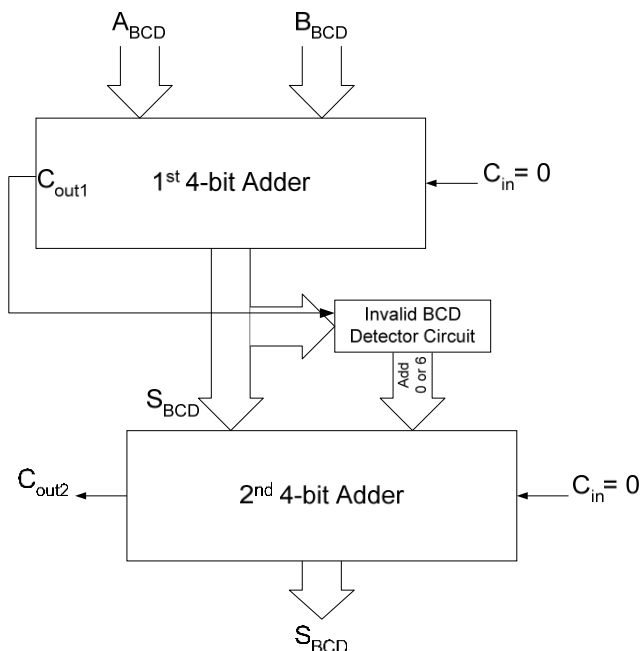 A_BCD B_BCD
C_out1 1^st 4-bit Adder C_in = 0
Invalid BCD
Detector Circuit
Add
0 or 6
S_BCD
C_out2 2^nd 4-bit Adder C_in = 0
S_BCD